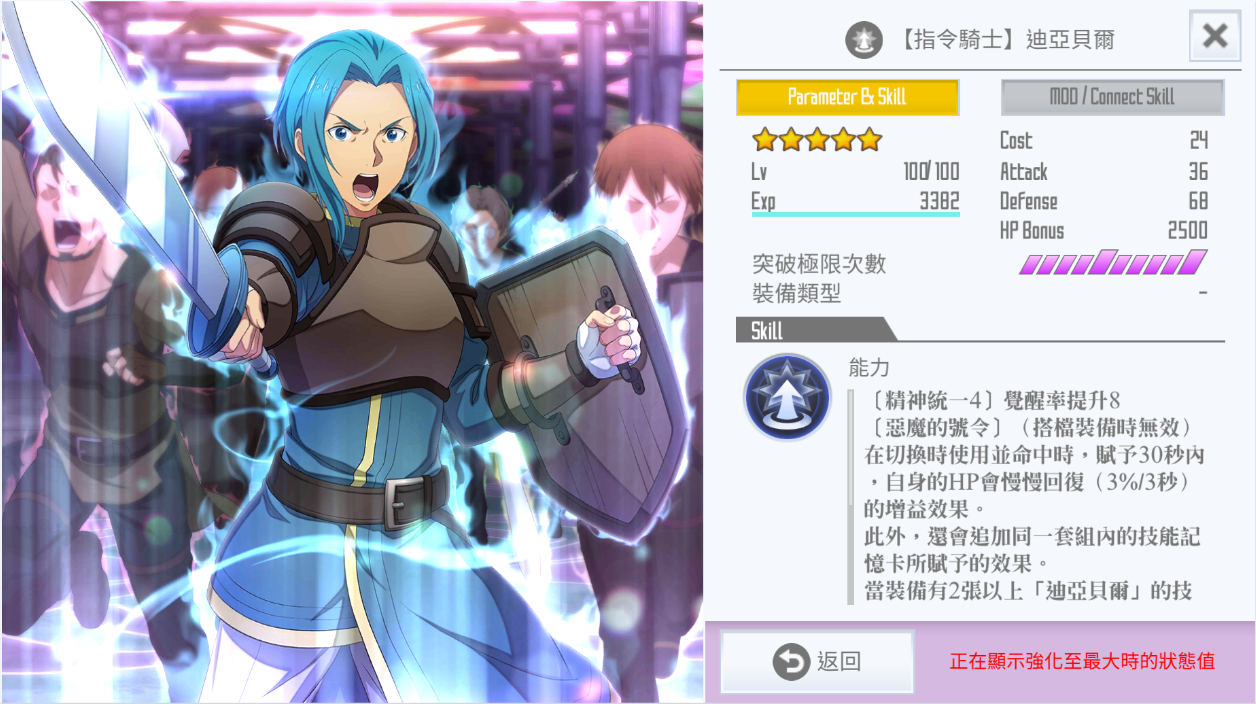 【指令騎士】迪亞貝爾
Parameter & Skill
MOD / Connect Skill
Lv 100/100
Exp 3382
Cost 24
Attack 36
Defense 68
HP Bonus 2500
突破極限次數
裝備類型 -
Skill
能力
〔精神統一4〕覺醒率提升8
〔惡魔的號令〕（搭檔裝備時無效）
在切換時使用並命中時，賦予30秒內
，自身的HP會慢慢回復（3%/3秒）
的增益效果。
此外，還會追加同一套組內的技能記
憶卡所賦予的效果。
當裝備有2張以上「迪亞貝爾」的技
返回
正在顯示強化至最大時的狀態值